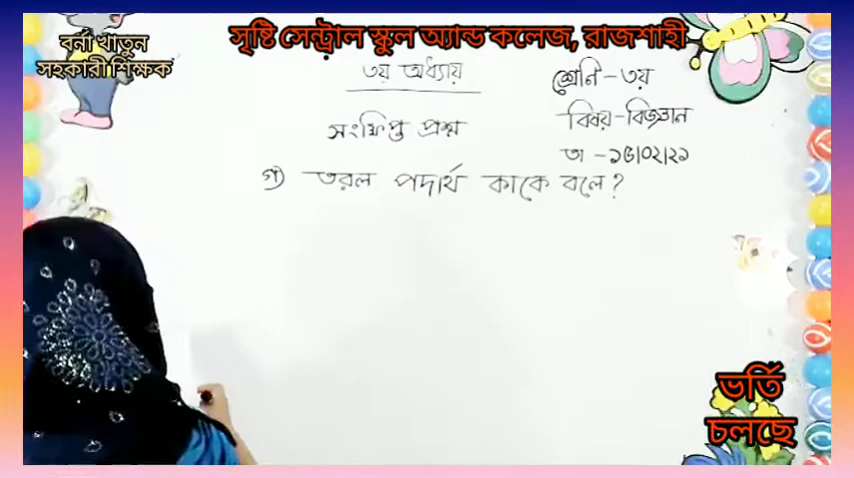 সৃষ্টি সেন্ট্রাল স্কুল অ্যান্ড কলেজ, রাজশাহী
বর্না খাতুন
সহকারী শিক্ষক
৩য় অধ্যায়
শ্রেনি - ৩য়
বিষয় - বিজ্ঞান
সংক্ষিপ্ত প্রশ্ন
তা - ১৬/০২/২১
গ) তরল পদার্থ কাকে বলে?
ভর্তি
চলছে